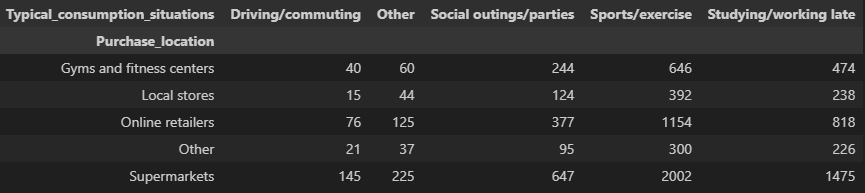 Typical_consumption_situations Driving/commuting Other Social outings/parties Sports/exercise Studying/working late
Purchase_location
Gyms and fitness centers 40 60 244 646 474
Local stores 15 44 124 392 238
Online retailers 76 125 377 1154 818
Other 21 37 95 300 226
Supermarkets 145 225 647 2002 1475